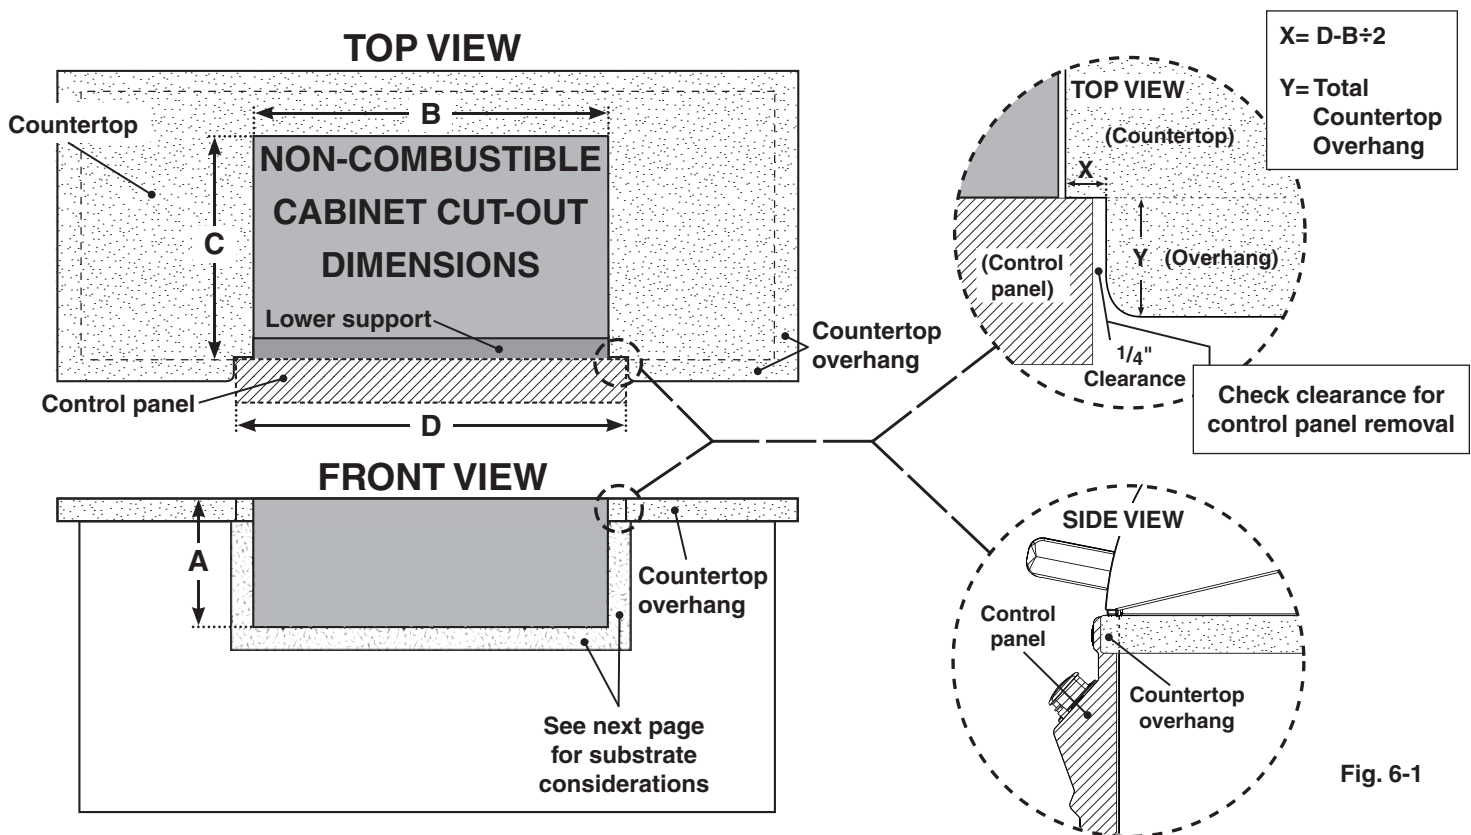 TOP VIEW
Countertop
B
NON-COMBUSTIBLE
CABINET CUT-OUT
DIMENSIONS
C
Lower support
Countertop
overhang
Control panel
D
FRONT VIEW
A
Countertop
overhang
See next page
for substrate
considerations
TOP VIEW
(Countertop)
X
(Control
panel)
Y
(Overhang)
1/4"
Clearance
X= D-B÷2
Y= Total
Countertop
Overhang
Check clearance for
control panel removal
SIDE VIEW
Control
panel
Countertop
overhang
Fig. 6-1